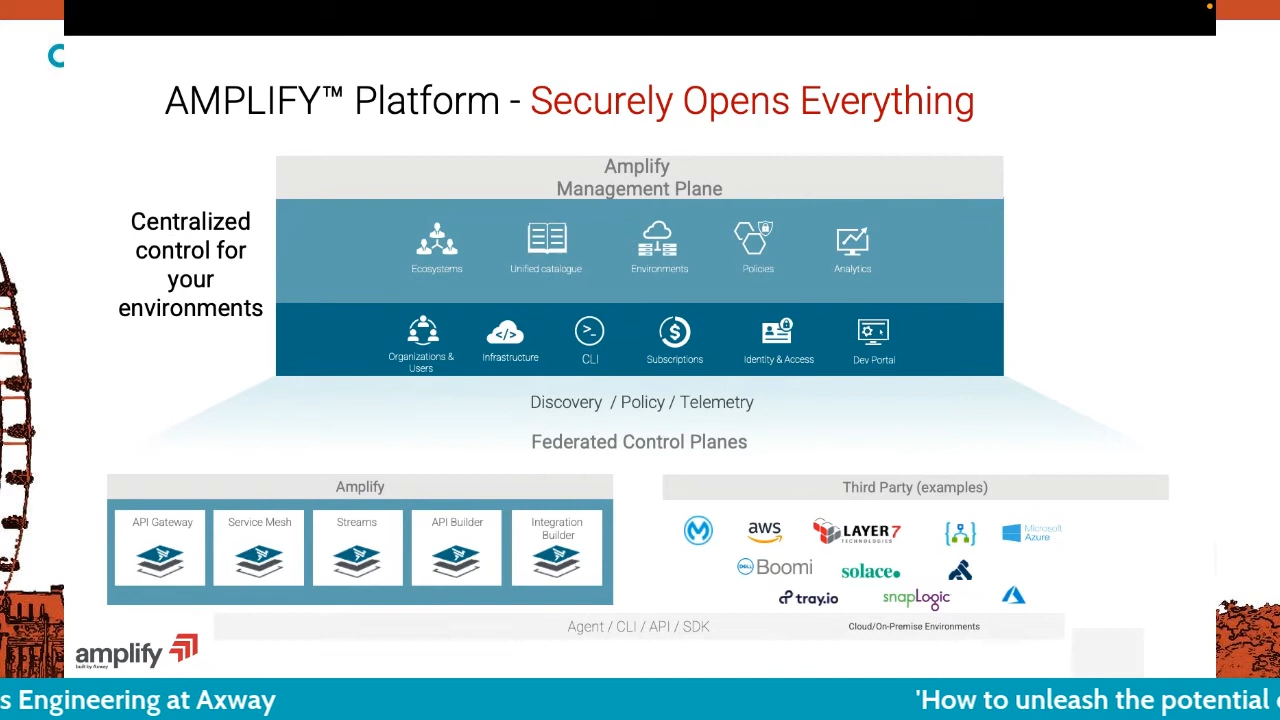 AMPLIFY™ Platform - Securely Opens Everything
Amplify
Management Plane
Centralized
control for
your
environments
Ecosystems
Unified catalogue
Environments
Policies
Analytics
Organizations &
Users
Infrastructure
CLI
Subscriptions
Identity & Access
Dev Portal
Discovery / Policy / Telemetry
Federated Control Planes
Amplify
API Gateway
Service Mesh
Streams
API Builder
Integration
Builder
Third Party (examples)
aws
LAYER 7
TECHNOLOGIES
Microsoft
Azure
DELL Boomi
solace.
tray.io
snapLogic
Agent / CLI / API / SDK
Cloud/On-Premise Environments
amplify
built by Axway
s Engineering at Axway
'How to unleash the potential